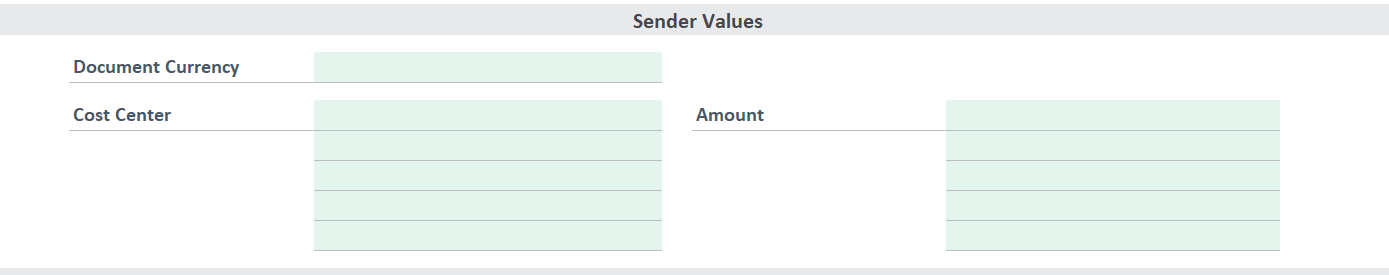 Sender Values
Document Currency
Cost Center
Amount